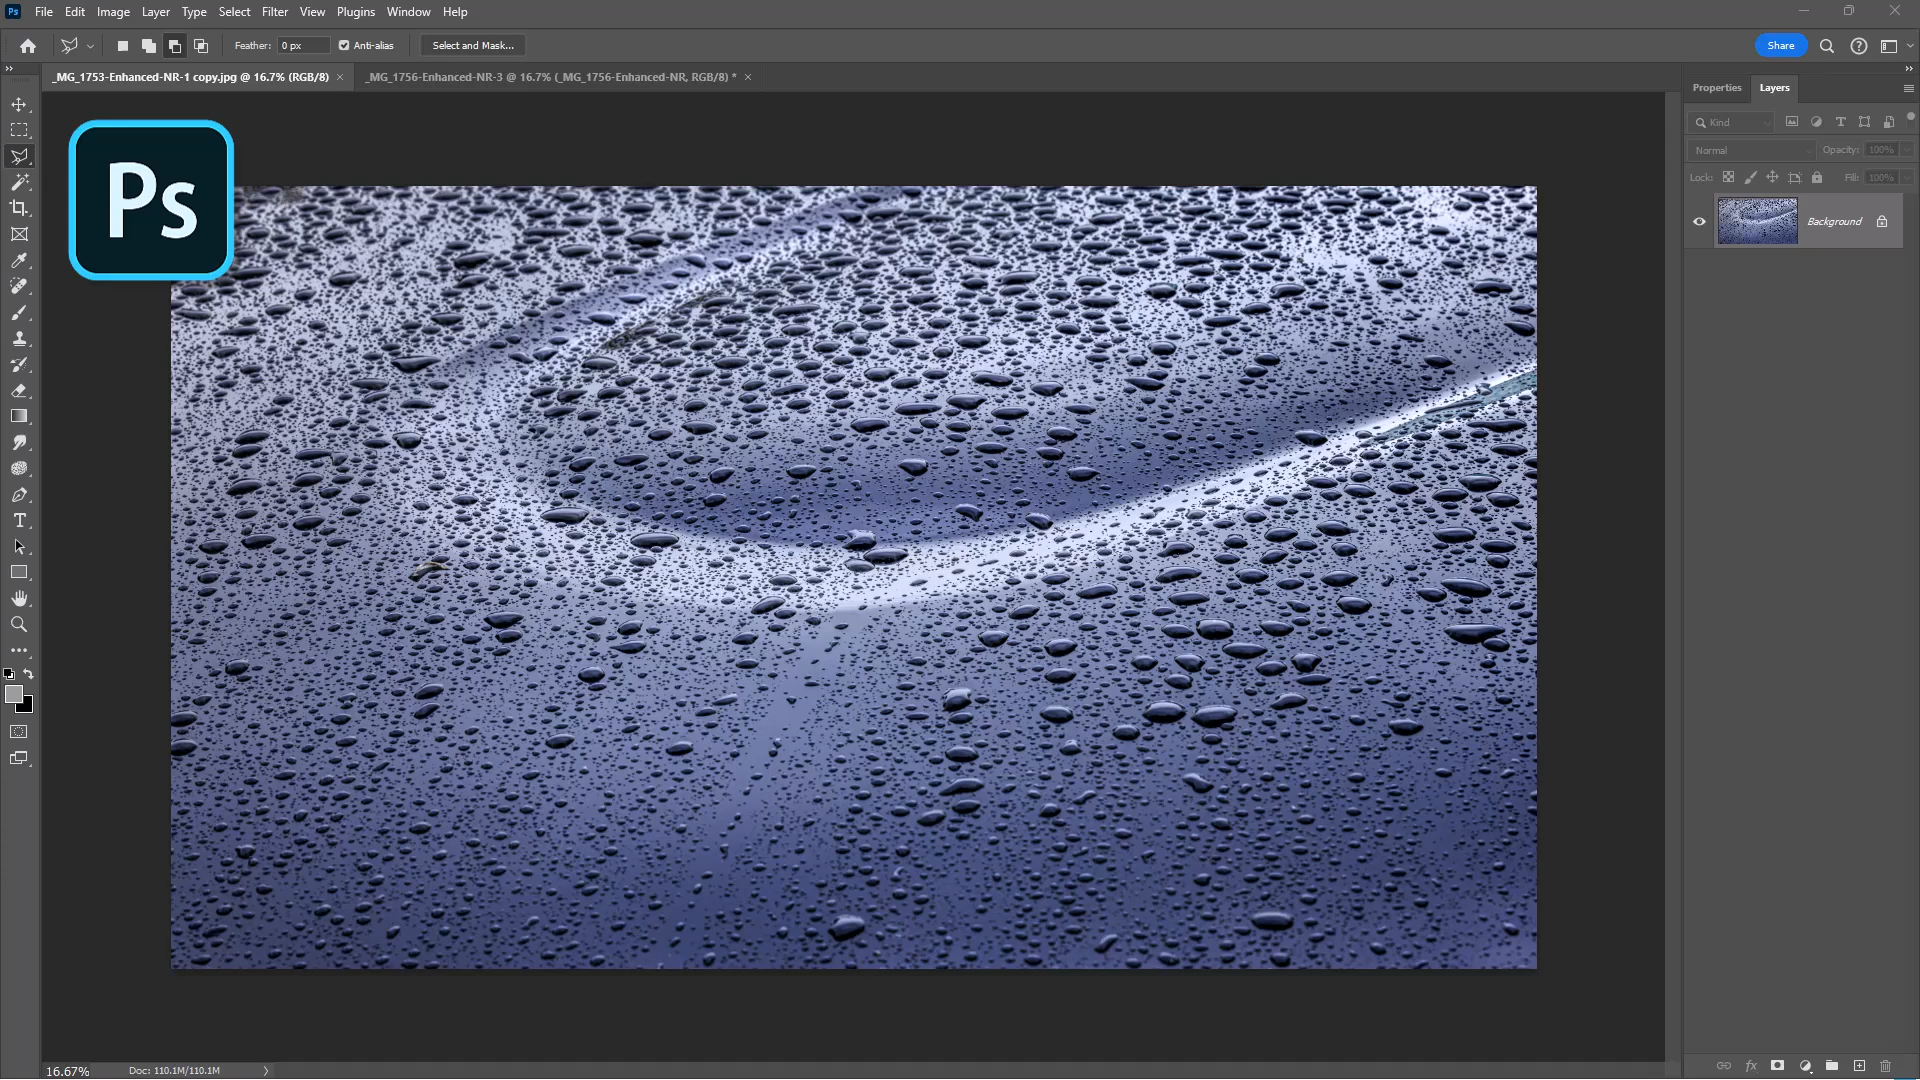 Ps File Edit Image Layer Type Select Filter View Plugins Window Help
Feather: 0 px Anti-alias Select and Mask... Share
_MG_1753-Enhanced-NR-1 copy.jpg @ 16.7% (RGB/8) × _MG_1756-Enhanced-NR-3 @ 16.7% (_MG_1756-Enhanced-NR, RGB/8) * ×
Properties Layers
Kind
Normal Opacity: 100%
Lock: Fill: 100%
Ps
Background
16.67% Doc: 110.1M/110.1M
fx